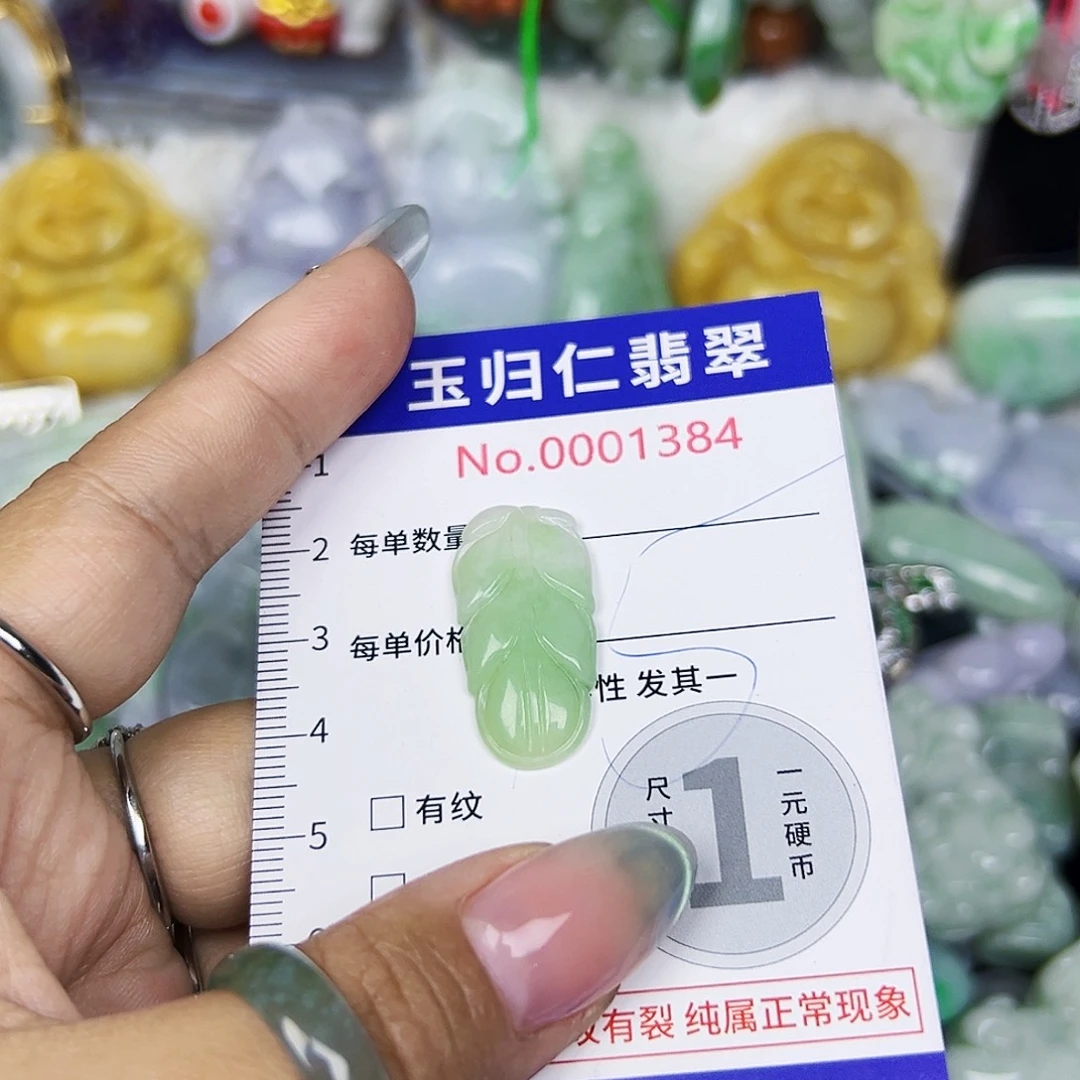 玉归仁翡翠
No.0001384
1
2 每单数量
3 每单价格
性 发其一
4
有纹
5
尺寸
1
一元硬币
有裂 纯属正常现象